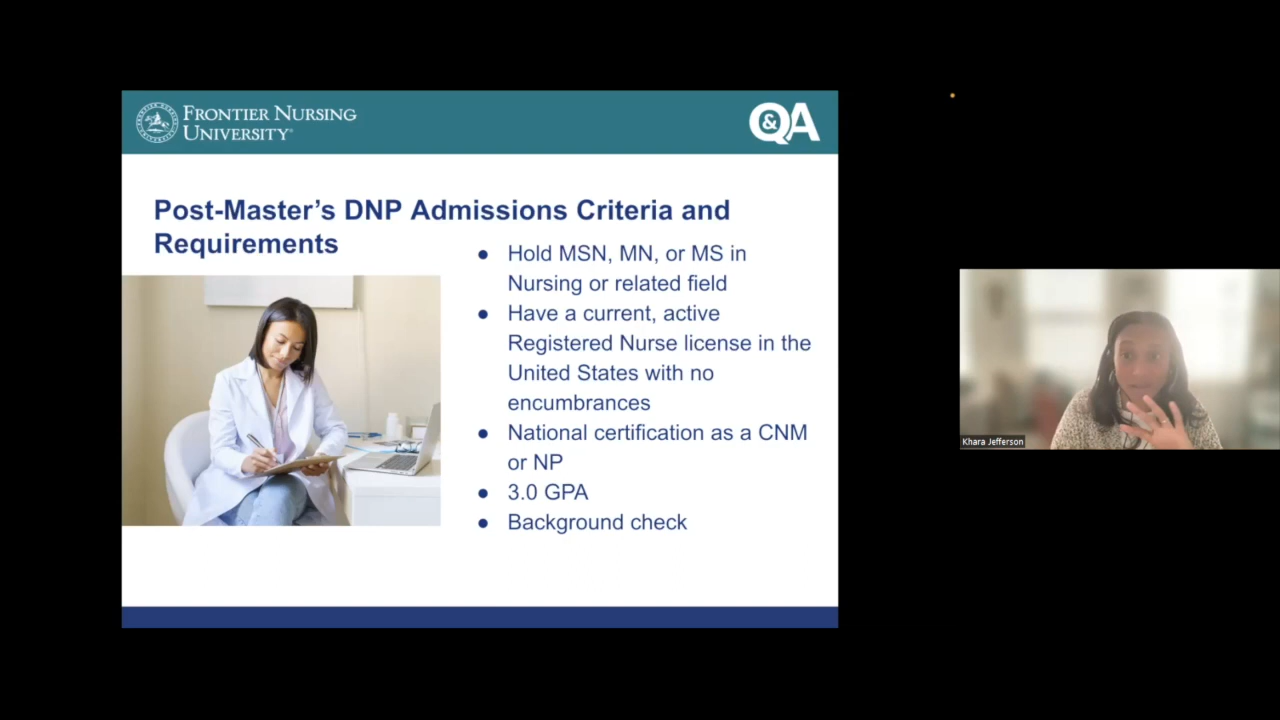 FRONTIER NURSING
UNIVERSITY®
Q&A
Post-Master’s DNP Admissions Criteria and
Requirements
● Hold MSN, MN, or MS in
Nursing or related field
● Have a current, active
Registered Nurse license in the
United States with no
encumbrances
● National certification as a CNM
or NP
● 3.0 GPA
● Background check
Khara Jefferson